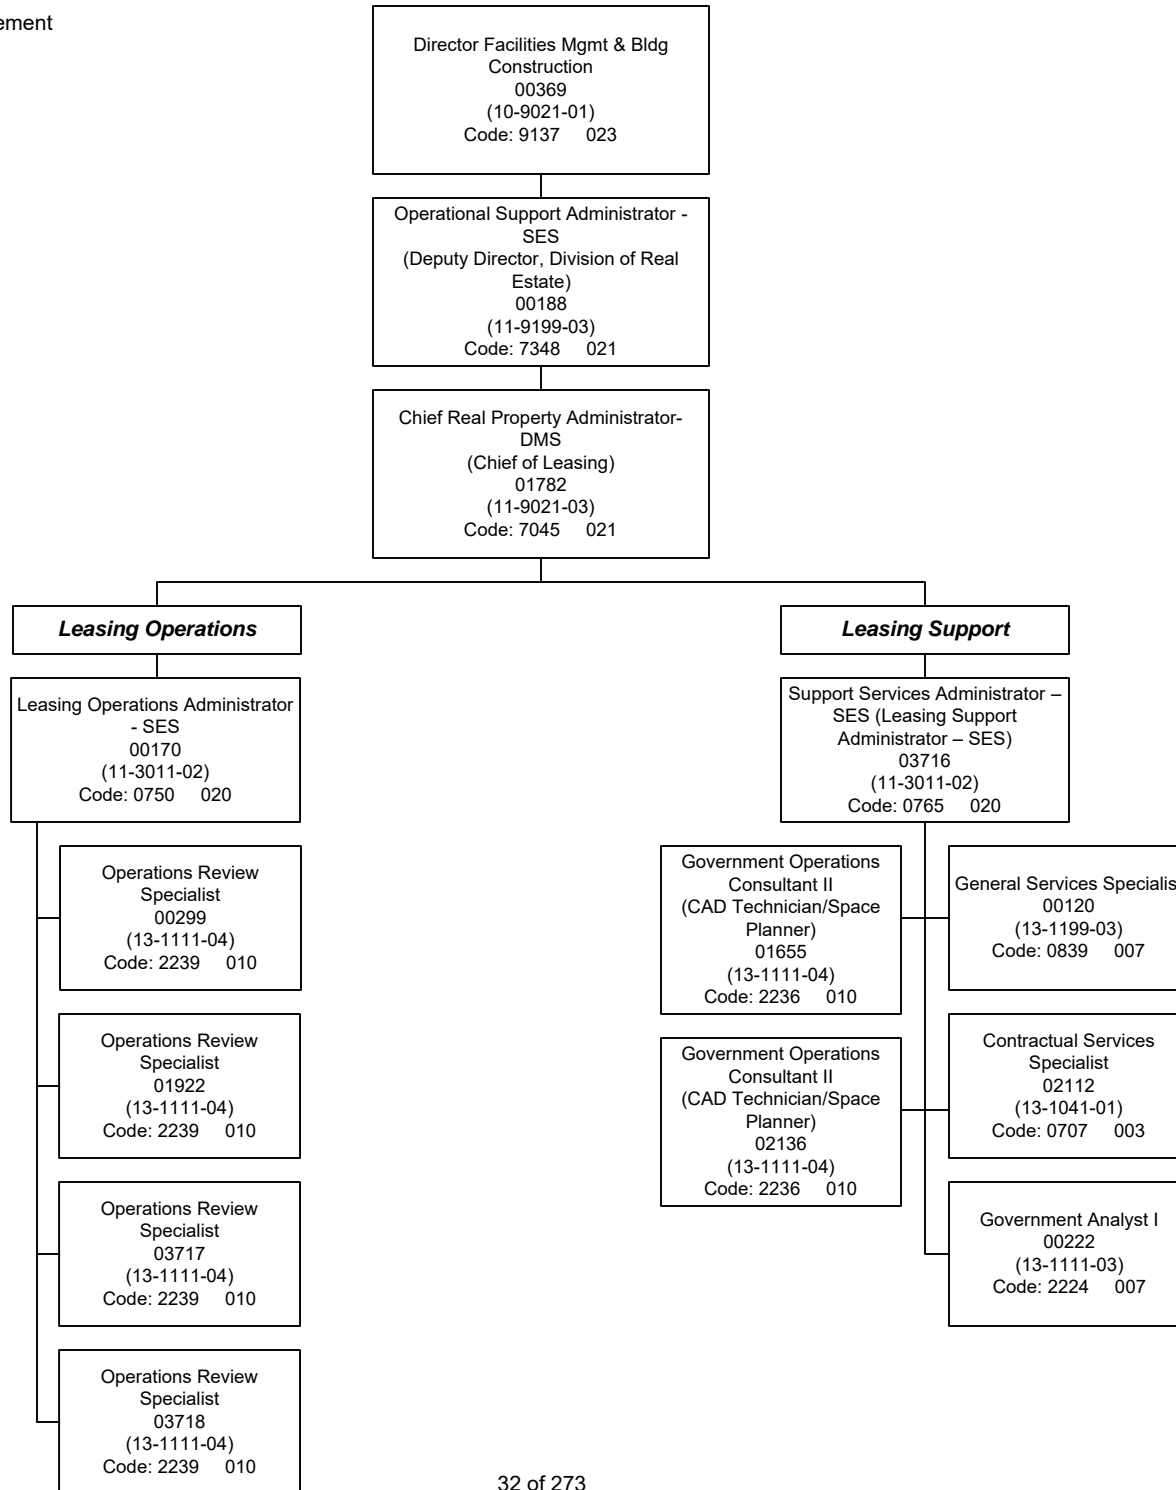 Director Facilities Mgmt & Bldg
Construction
00369
(10-9021-01)
Code: 9137 023
Operational Support Administrator -
SES
(Deputy Director, Division of Real
Estate)
00188
(11-9199-03)
Code: 7348 021
Chief Real Property Administrator-
DMS
(Chief of Leasing)
01782
(11-9021-03)
Code: 7045 021
Leasing Operations
Leasing Operations Administrator
- SES
00170
(11-3011-02)
Code: 0750 020
Operations Review
Specialist
00299
(13-1111-04)
Code: 2239 010
Operations Review
Specialist
01922
(13-1111-04)
Code: 2239 010
Operations Review
Specialist
03717
(13-1111-04)
Code: 2239 010
Operations Review
Specialist
03718
(13-1111-04)
Code: 2239 010
Leasing Support
Support Services Administrator –
SES (Leasing Support
Administrator – SES)
03716
(11-3011-02)
Code: 0765 020
Government Operations
Consultant II
(CAD Technician/Space
Planner)
01655
(13-1111-04)
Code: 2236 010
Government Operations
Consultant II
(CAD Technician/Space
Planner)
02136
(13-1111-04)
Code: 2236 010
General Services
00120
(13-1199-03)
Code: 0839 007
Contractual Services
Specialist
02112
(13-1041-01)
Code: 0707 003
Government Analyst I
00222
(13-1111-03)
Code: 2224 007
32 of 273